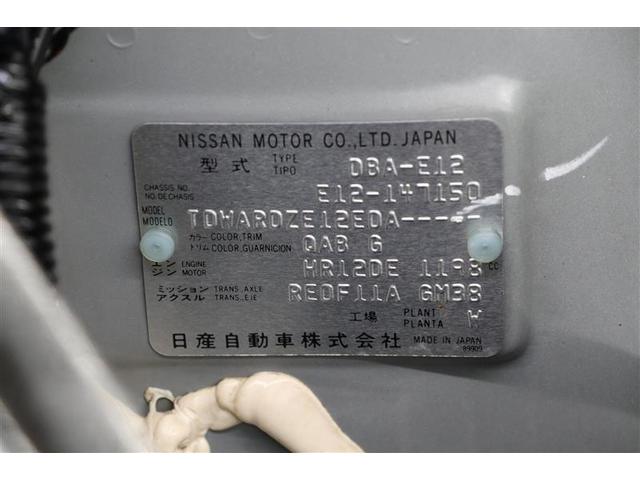 NISSAN MOTOR CO.,LTD.JAPAN
型式 TYPE TIPO DBA-E12
CHASSIS NO. NO.DE CHASIS E12-147150
MODEL MODELO TDWARDZE12EDA-----
カラー COLOR,TRIM トリム COLOR,GUARNICION QAB G
エンジン ENGINE MOTOR HR12DE 1198 CC
ミッション TRANS.,AXLE アクスル TRANS.,EJE RE0F11A GM38
工場 PLANT PLANTA W
日産自動車株式会社 MADE IN JAPAN
89909